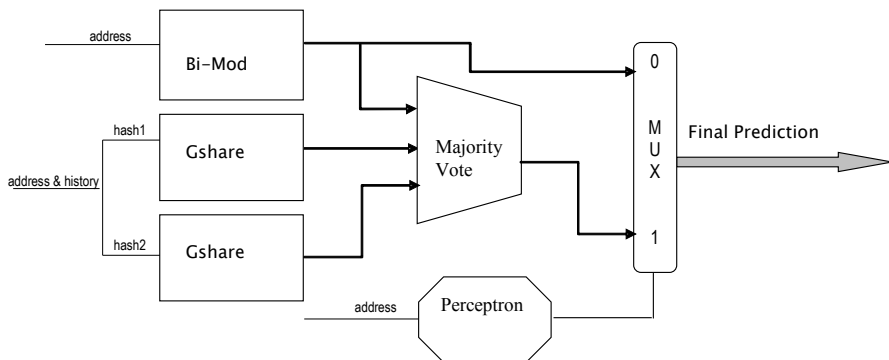 address
Bi-Mod
0
hash1
Gshare
Majority
Vote
M
U
X
Final Prediction
address & history
hash2
Gshare
1
address
Perceptron